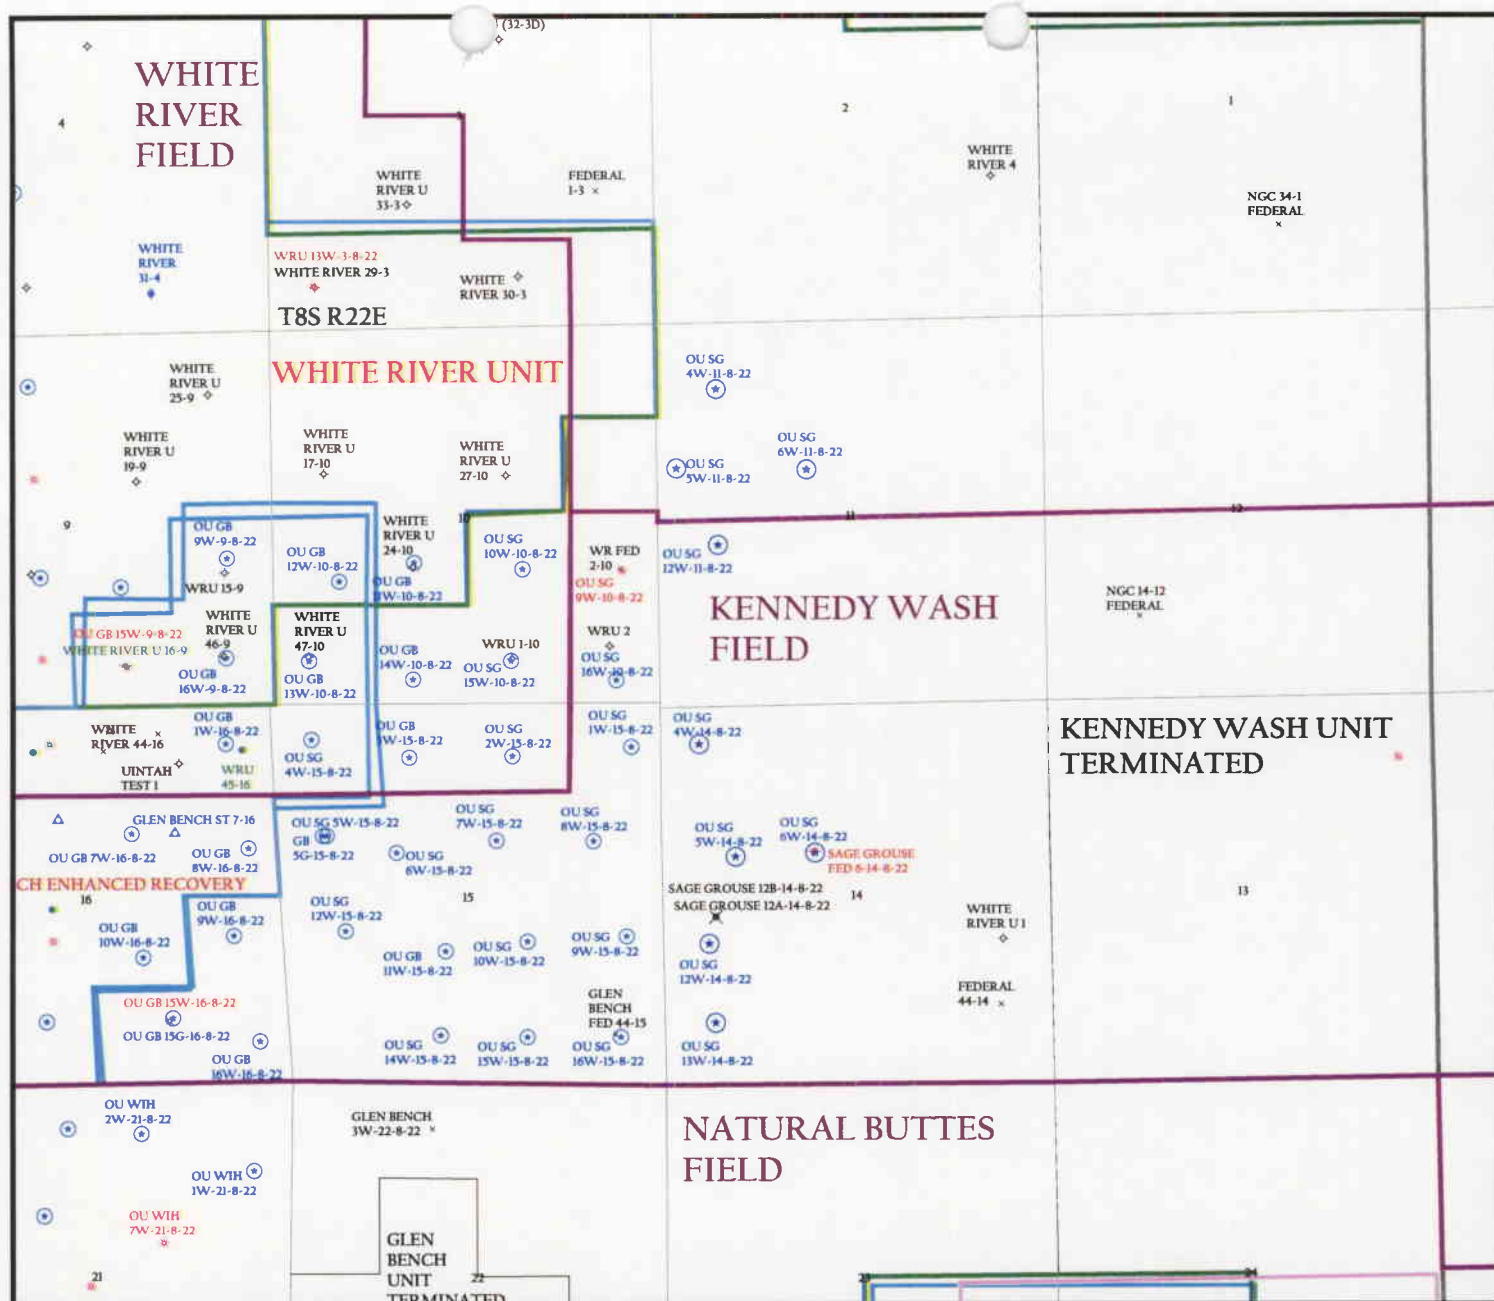 (32-3D)
WHITE
RIVER
FIELD
4
2
1
WHITE
RIVER 4
WHITE
RIVER U
33-3
FEDERAL
1-3
NGC 34-1
FEDERAL
WHITE
RIVER
31-4
WRU 13W-3-8-22
WHITE RIVER 29-3
WHITE
RIVER 30-3
T8S R22E
WHITE RIVER UNIT
WHITE
RIVER U
25-9
OU SG
4W-11-8-22
WHITE
RIVER U
19-9
WHITE
RIVER U
17-10
WHITE
RIVER U
27-10
OU SG
6W-11-8-22
OU SG
5W-11-8-22
9
10
11
12
OU GB
9W-9-8-22
WHITE
RIVER U
24-10
OU GB
12W-10-8-22
OU SG
10W-10-8-22
WR FED
2-10
OU SG
12W-11-8-22
WRU 15-9
OU GB
11W-10-8-22
OU SG
9W-10-8-22
NGC 14-12
FEDERAL
KENNEDY WASH
FIELD
WHITE
RIVER U
46-9
WHITE
RIVER U
47-10
OU GB 15W-9-8-22
WHITE RIVER U 16-9
WRU 2
WRU 1-10
OU GB
14W-10-8-22
OU SG
15W-10-8-22
OU SG
16W-10-8-22
OU GB
16W-9-8-22
OU GB
13W-10-8-22
WHITE
RIVER 44-16
OU GB
1W-16-8-22
OU GB
3W-15-8-22
OU SG
2W-15-8-22
OU SG
1W-15-8-22
OU SG
4W-14-8-22
KENNEDY WASH UNIT
TERMINATED
UINTAH
TEST 1
WRU
45-16
OU SG
4W-15-8-22
GLEN BENCH ST 7-16
OU SG 5W-15-8-22
GB
5G-15-8-22
OU SG
7W-15-8-22
OU SG
8W-15-8-22
OU SG
5W-14-8-22
OU SG
6W-14-8-22
OU GB 7W-16-8-22
OU GB
8W-16-8-22
OU SG
6W-15-8-22
SAGE GROUSE
FED 6-14-8-22
CH ENHANCED RECOVERY
16
15
14
13
SAGE GROUSE 12B-14-8-22
SAGE GROUSE 12A-14-8-22
OU GB
9W-16-8-22
OU SG
12W-15-8-22
WHITE
RIVER U 1
OU GB
10W-16-8-22
OU GB
11W-15-8-22
OU SG
10W-15-8-22
OU SG
9W-15-8-22
OU SG
12W-14-8-22
FEDERAL
44-14
OU GB 15W-16-8-22
OU GB 15G-16-8-22
GLEN
BENCH
FED 44-15
OU GB
16W-16-8-22
OU SG
14W-15-8-22
OU SG
15W-15-8-22
OU SG
16W-15-8-22
OU SG
13W-14-8-22
OU WIH
2W-21-8-22
GLEN BENCH
3W-22-8-22
NATURAL BUTTES
FIELD
OU WIH
1W-21-8-22
OU WIH
7W-21-8-22
GLEN
BENCH
UNIT
TERMINATED
21
22
23
24